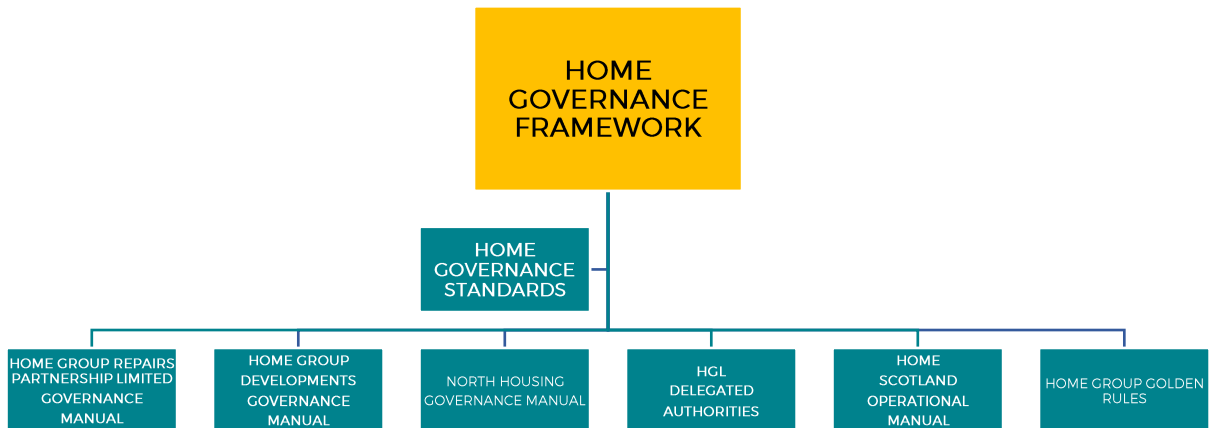 HOME
GOVERNANCE
FRAMEWORK
HOME
GOVERNANCE
STANDARDS
HOME GROUP REPAIRS
PARTNERSHIP LIMITED
GOVERNANCE
MANUAL
HOME GROUP
DEVELOPMENTS
GOVERNANCE
MANUAL
NORTH HOUSING
GOVERNANCE MANUAL
HGL
DELEGATED
AUTHORITIES
HOME
SCOTLAND
OPERATIONAL
MANUAL
HOME GROUP GOLDEN
RULES